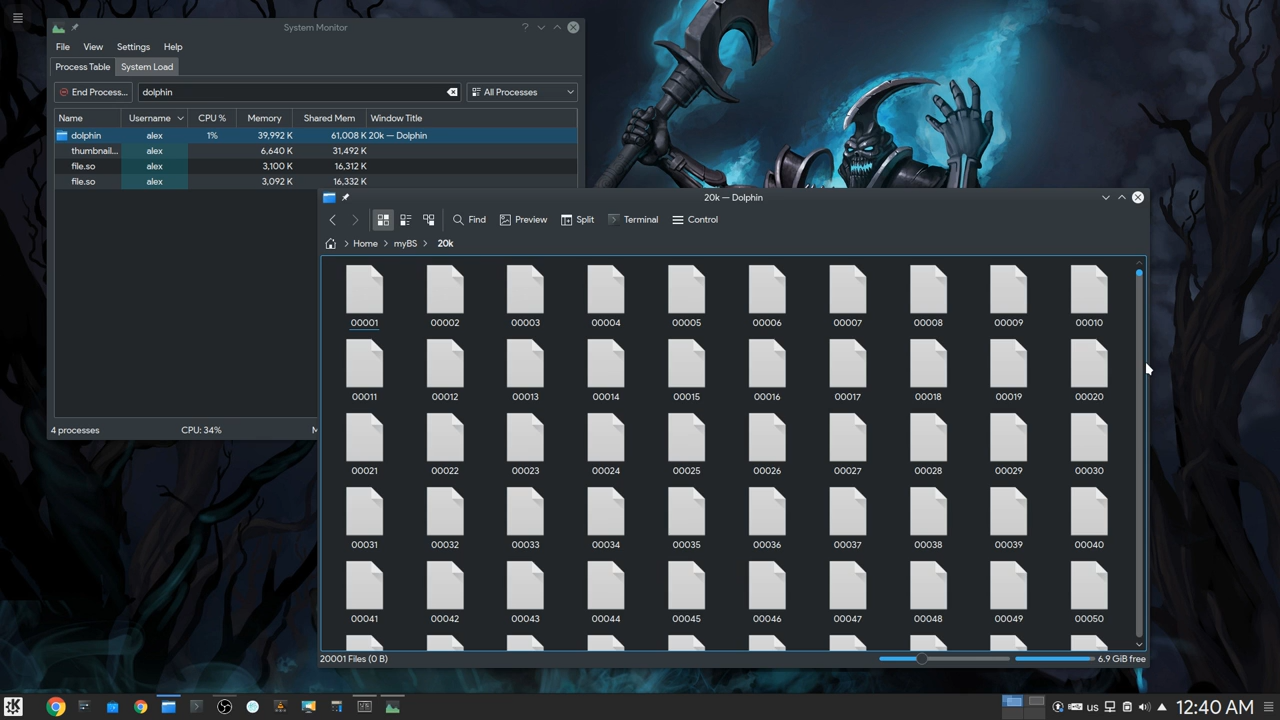 System Monitor
File View Settings Help
Process Table System Load
End Process... dolphin All Processes
Name Username CPU % Memory Shared Mem Window Title
dolphin alex 1% 39,992 K 61,008 K 20k — Dolphin
thumbnail... alex 6,640 K 31,492 K
file.so alex 3,100 K 16,312 K
file.so alex 3,092 K 16,332 K
4 processes CPU: 34% M
20k — Dolphin
Find Preview Split Terminal Control
Home myBS 20k
00001 00002 00003 00004 00005 00006 00007 00008 00009 00010
00011 00012 00013 00014 00015 00016 00017 00018 00019 00020
00021 00022 00023 00024 00025 00026 00027 00028 00029 00030
00031 00032 00033 00034 00035 00036 00037 00038 00039 00040
00041 00042 00043 00044 00045 00046 00047 00048 00049 00050
20001 Files (0 B) 6.9 GiB free
us 12:40 AM